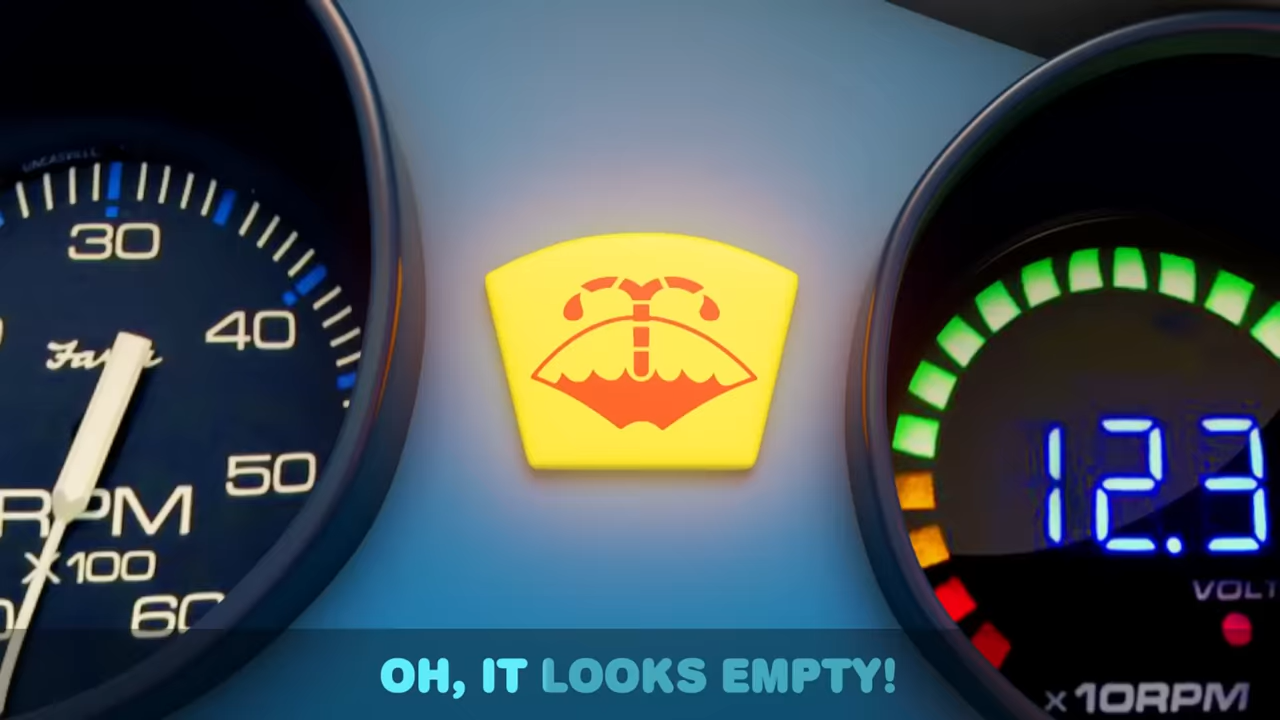 30
40
50
RPM
X100
60
12.3
VOLT
x10RPM
OH, IT LOOKS EMPTY!